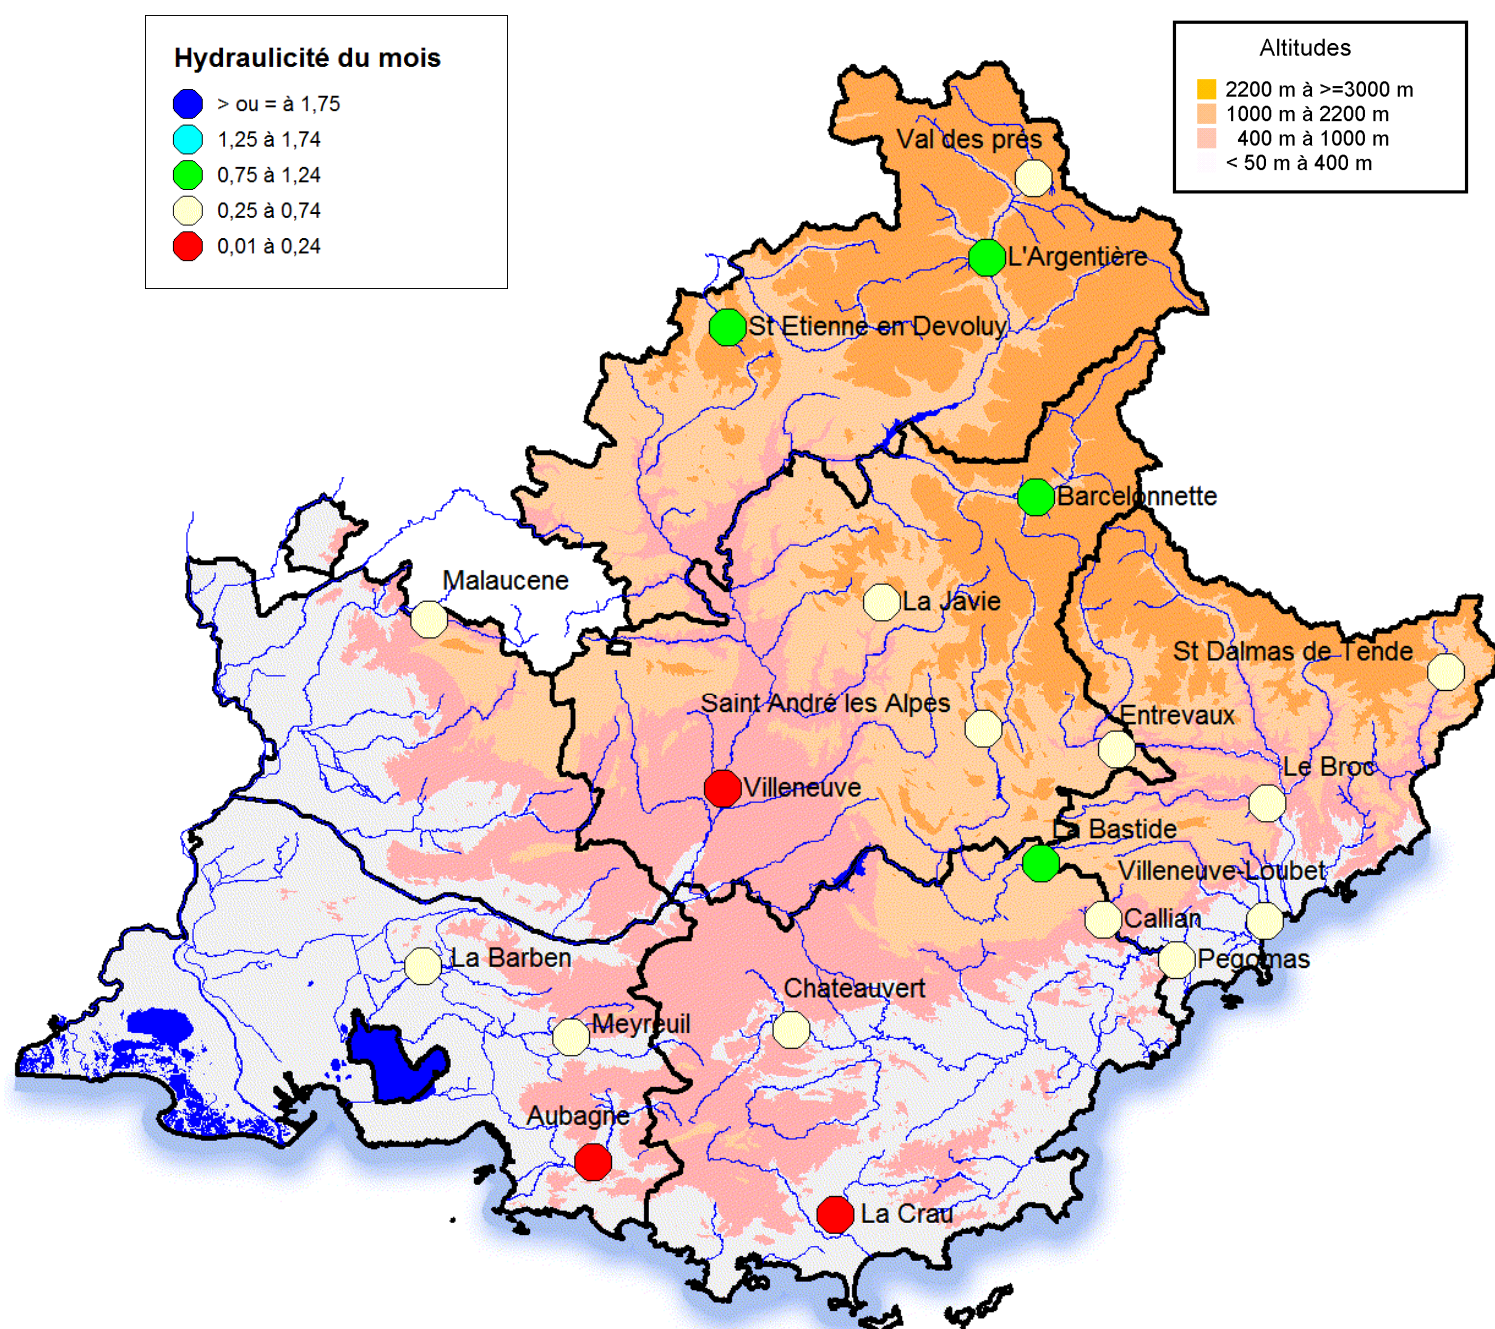 Hydraulicité du mois
> ou = à 1,75
1,25 à 1,74
0,75 à 1,24
0,25 à 0,74
0,01 à 0,24
Altitudes
2200 m à >=3000 m
1000 m à 2200 m
400 m à 1000 m
< 50 m à 400 m
Val des près
L'Argentière
St Etienne en Devoluy
Barcelonnette
Malaucene
La Javie
St Dalmas de Tende
Saint André les Alpes
Entrevaux
Le Broc
Villeneuve
La Bastide
Villeneuve-Loubet
Callian
La Barben
Pegomas
Chateauvert
Meyreuil
Aubagne
La Crau